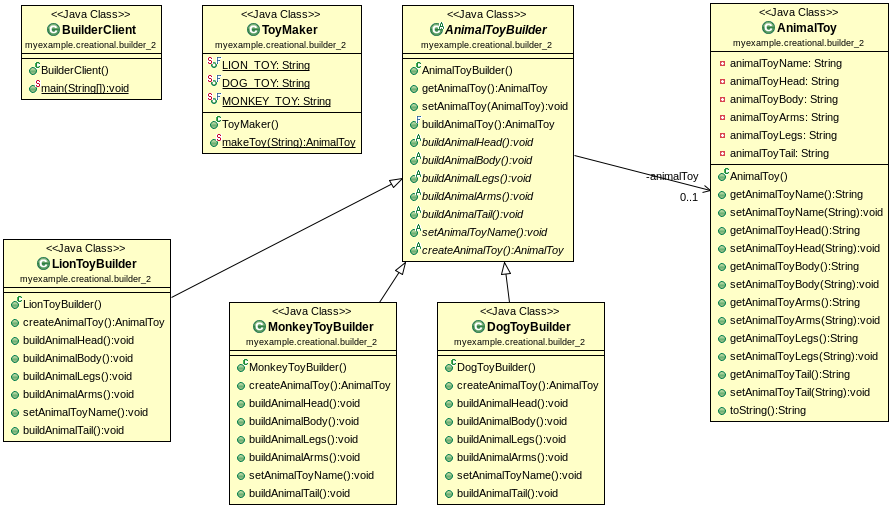 <<Java Class>>
BuilderClient
myexample.creational.builder_2
BuilderClient()
main(String[]):void
<<Java Class>>
ToyMaker
myexample.creational.builder_2
LION_TOY: String
DOG_TOY: String
MONKEY_TOY: String
ToyMaker()
makeToy(String):AnimalToy
<<Java Class>>
AnimalToyBuilder
myexample.creational.builder_2
AnimalToyBuilder()
getAnimalToy():AnimalToy
setAnimalToy(AnimalToy):void
buildAnimalToy():AnimalToy
buildAnimalHead():void
buildAnimalBody():void
buildAnimalLegs():void
buildAnimalArms():void
buildAnimalTail():void
setAnimalToyName():void
createAnimalToy():AnimalToy
-animalToy
0..1
<<Java Class>>
AnimalToy
myexample.creational.builder_2
animalToyName: String
animalToyHead: String
animalToyBody: String
animalToyArms: String
animalToyLegs: String
animalToyTail: String
AnimalToy()
getAnimalToyName():String
setAnimalToyName(String):void
getAnimalToyHead():String
setAnimalToyHead(String):void
getAnimalToyBody():String
setAnimalToyBody(String):void
getAnimalToyArms():String
setAnimalToyArms(String):void
getAnimalToyLegs():String
setAnimalToyLegs(String):void
getAnimalToyTail():String
setAnimalToyTail(String):void
toString():String
<<Java Class>>
LionToyBuilder
myexample.creational.builder_2
LionToyBuilder()
createAnimalToy():AnimalToy
buildAnimalHead():void
buildAnimalBody():void
buildAnimalLegs():void
buildAnimalArms():void
setAnimalToyName():void
buildAnimalTail():void
<<Java Class>>
MonkeyToyBuilder
myexample.creational.builder_2
MonkeyToyBuilder()
createAnimalToy():AnimalToy
buildAnimalHead():void
buildAnimalBody():void
buildAnimalLegs():void
buildAnimalArms():void
setAnimalToyName():void
buildAnimalTail():void
<<Java Class>>
DogToyBuilder
myexample.creational.builder_2
DogToyBuilder()
createAnimalToy():AnimalToy
buildAnimalHead():void
buildAnimalBody():void
buildAnimalLegs():void
buildAnimalArms():void
setAnimalToyName():void
buildAnimalTail():void